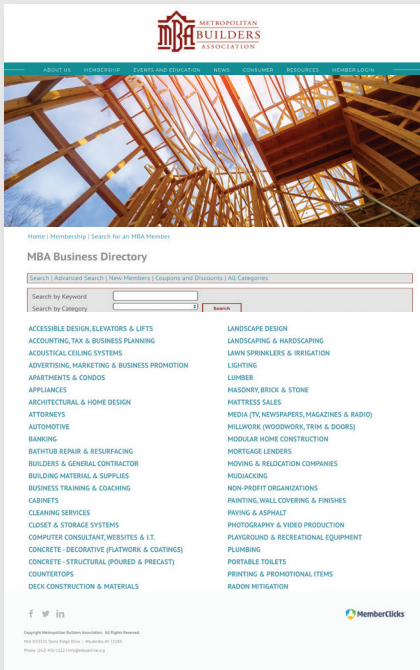 METROPOLITAN
MBA BUILDERS
ASSOCIATION
ABOUT US MEMBERSHIP EVENTS AND EDUCATION NEWS CONSUMER RESOURCES MEMBER LOGIN
Home | Membership | Search for an MBA Member
MBA Business Directory
Search | Advanced Search | New Members | Coupons and Discounts | All Categories
Search by Keyword
Search by Category Search
ACCESSIBLE DESIGN, ELEVATORS & LIFTS
ACCOUNTING, TAX & BUSINESS PLANNING
ACOUSTICAL CEILING SYSTEMS
ADVERTISING, MARKETING & BUSINESS PROMOTION
APARTMENTS & CONDOS
APPLIANCES
ARCHITECTURAL & HOME DESIGN
ATTORNEYS
AUTOMOTIVE
BANKING
BATHTUB REPAIR & RESURFACING
BUILDERS & GENERAL CONTRACTOR
BUILDING MATERIAL & SUPPLIES
BUSINESS TRAINING & COACHING
CABINETS
CLEANING SERVICES
CLOSET & STORAGE SYSTEMS
COMPUTER CONSULTANT, WEBSITES & I.T.
CONCRETE - DECORATIVE (FLATWORK & COATINGS)
CONCRETE - STRUCTURAL (POURED & PRECAST)
COUNTERTOPS
DECK CONSTRUCTION & MATERIALS
LANDSCAPE DESIGN
LANDSCAPING & HARDSCAPING
LAWN SPRINKLERS & IRRIGATION
LIGHTING
LUMBER
MASONRY, BRICK & STONE
MATTRESS SALES
MEDIA (TV, NEWSPAPERS, MAGAZINES & RADIO)
MILLWORK (WOODWORK, TRIM & DOORS)
MODULAR HOME CONSTRUCTION
MORTGAGE LENDERS
MOVING & RELOCATION COMPANIES
MUDJACKING
NON-PROFIT ORGANIZATIONS
PAINTING, WALL COVERING & FINISHES
PAVING & ASPHALT
PHOTOGRAPHY & VIDEO PRODUCTION
PLAYGROUND & RECREATIONAL EQUIPMENT
PLUMBING
PORTABLE TOILETS
PRINTING & PROMOTIONAL ITEMS
RADON MITIGATION
MemberClicks
Copyright Metropolitan Builders Association. All Rights Reserved.
Stone Ridge Drive | Waukesha, WI
Phone: